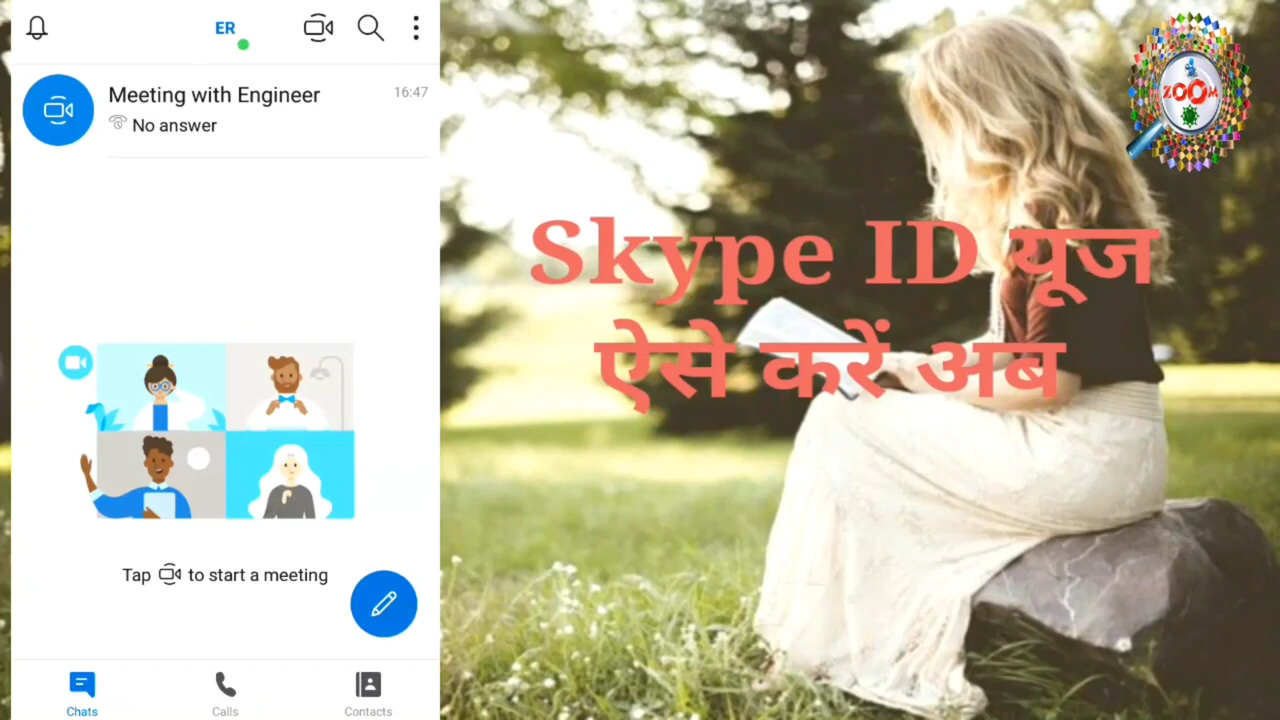 ER
Meeting with Engineer
16:47
No answer
Tap to start a meeting
Chats
Calls
Contacts
Skype ID यूज
ऐसे करें अब
ZOOM